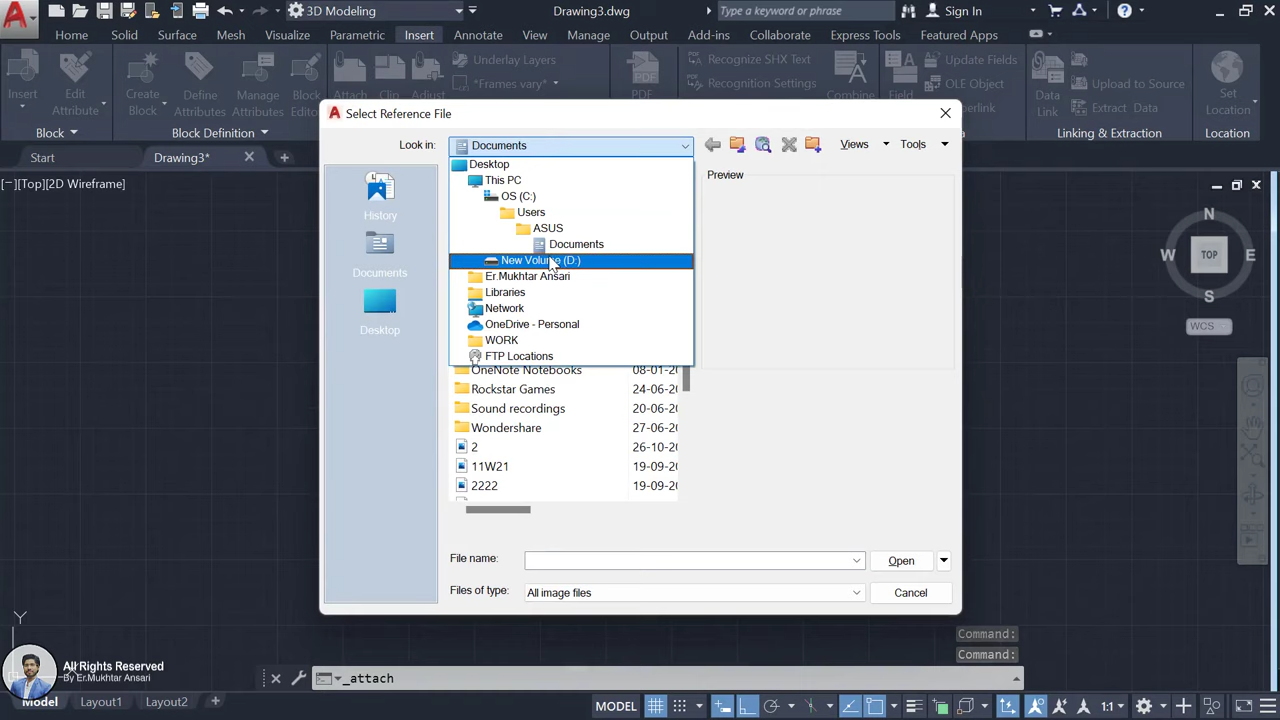 3D Modeling
Drawing3.dwg
Type a keyword or phrase
Sign In
Home Solid Surface Mesh Visualize Parametric Insert Annotate View Manage Output Add-ins Collaborate Express Tools Featured Apps
Insert
Edit
Attribute
Create
Block
Define
Attributes
Manage
Attributes
Block
Editor
Attach Clip Adjust
Underlay Layers
*Frames vary*
PDF
Recognize SHX Text
Recognition Settings
Combine
Field
Update Fields
OLE Object
Data
Link
Upload to Source
Extract Data
Set
Location
Block
Block Definition
Linking & Extraction
Location
Start
Drawing3*
[−][Top][2D Wireframe]
Select Reference File
Look in:
Documents
Views
Tools
Desktop
This PC
OS (C:)
Users
ASUS
Documents
New Volume (D:)
Er.Mukhtar Ansari
Libraries
Network
OneDrive - Personal
WORK
FTP Locations
History
Documents
Desktop
Preview
OneNote Notebooks 08-01-20
Rockstar Games 24-06-20
Sound recordings 20-06-20
Wondershare 27-06-20
2 26-10-20
11W21 19-09-20
2222 19-09-20
File name:
Open
Files of type:
All image files
Cancel
N
W TOP E
S
WCS
Y
Command:
Command:
_attach
All Rights Reserved
By Er.Mukhtar Ansari
Model Layout1 Layout2
MODEL
1:1